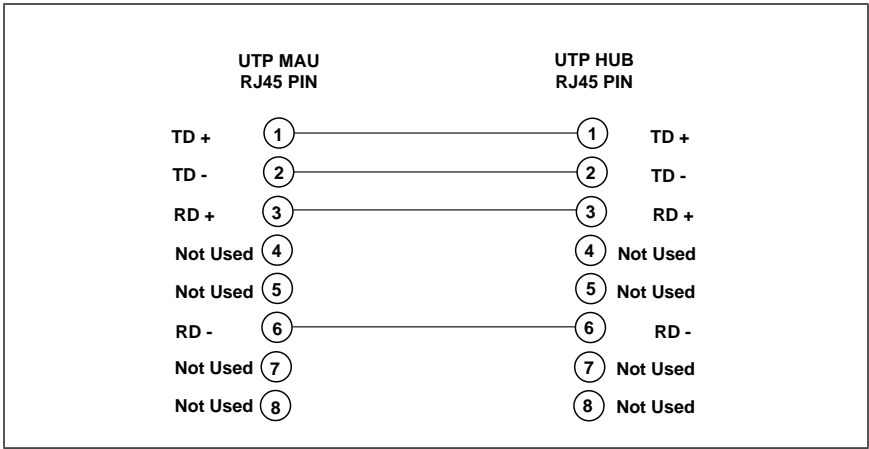 UTP MAU UTP HUB
RJ45 PIN RJ45 PIN
TD + 1 1 TD +
TD - 2 2 TD -
RD + 3 3 RD +
Not Used 4 4 Not Used
Not Used 5 5 Not Used
RD - 6 6 RD -
Not Used 7 7 Not Used
Not Used 8 8 Not Used